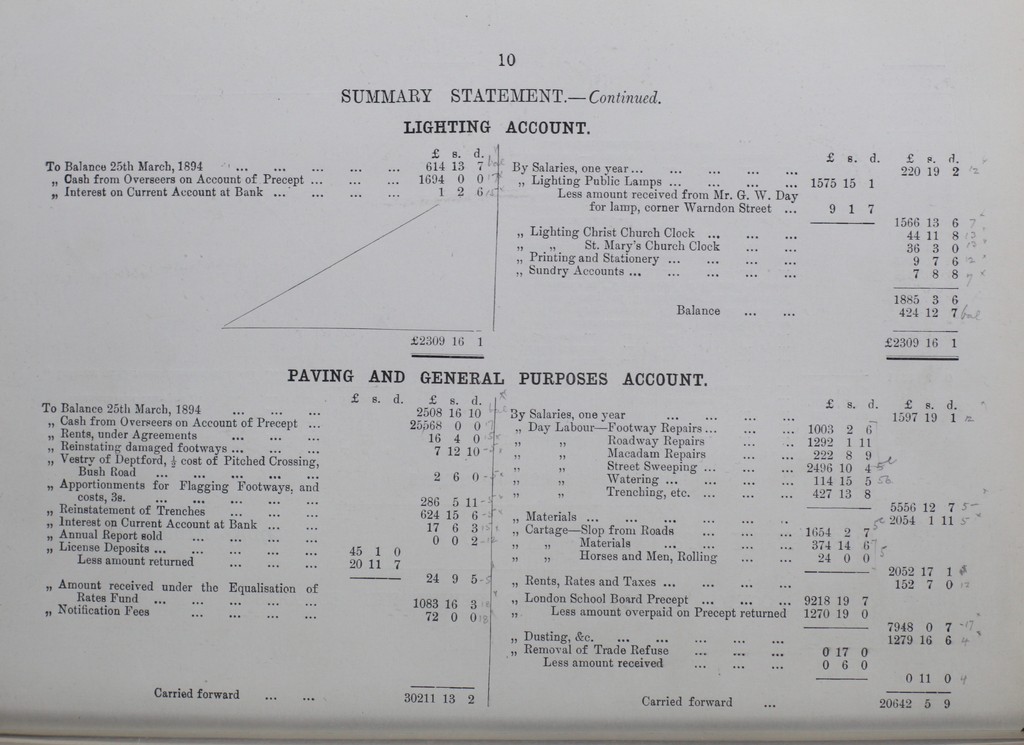 10
SUMMARY STATEMENT.—Continued.
LIGHTING ACCOUNT.
£ s. d.
To Balance 25th March, 1894 ... ... ... ... ... 614 13 7
„ Cash from Overseers on Account of Precept ... ... ... 1694 0 0
„ Interest on Current Account at Bank ... ... ... ... 1 2 6
£2309 16 1
£ s. d. £ s. d.
By Salaries, one year ... ... ... ... ... 220 19 2
„ Lighting Public Lamps ... ... ... ... 1575 15 1
Less amount received from Mr. G. W. Day
for lamp, corner Warndon Street ... 9 1 7
1566 13 6
„ Lighting Christ Church Clock ... ... ... 44 11 8
„ „ St. Mary's Church Clock ... ... 36 3 0
„ Printing and Stationery ... ... ... ... 9 7 6
„ Sundry Accounts ... ... ... ... ... 7 8 8
1885 3 6
Balance ... ... 424 12 7 bal
£2309 16 1
PAVING AND GENERAL PURPOSES ACCOUNT.
£ s. d. £ s. d.
To Balance 25th March, 1894 ... ... ... 2508 16 10
„ Cash from Overseers on Account of Precept ... 25568 0 0
„ Rents, under Agreements ... ... ... 16 4 0
„ Reinstating damaged footways ... ... ... 7 12 10
„ Vestry of Deptford, ½ cost of Pitched Crossing,
Bush Road ... ... ... ... ... 2 6 0
„ Apportionments for Flagging Footways, and
costs, 3s. ... ... ... ... ... 286 5 11
„ Reinstatement of Trenches ... ... ... 624 15 6
„ Interest on Current Account at Bank ... ... 17 6 3
„ Annual Report sold ... ... ... ... 0 0 2
„ License Deposits ... ... ... ... 45 1 0
Less amount returned ... ... ... 20 11 7
24 9 5
„ Amount received under the Equalisation of
Rates Fund ... ... ... ... ... 1083 16 3
„ Notification Fees ... ... ... ... 72 0 0
Carried forward ... ... 30211 13 2
£ s. d. £ s. d.
By Salaries, one year ... ... ... ... 1597 19 1
„ Day Labour—Footway Repairs ... ... ... 1003 2 6
„ „ Roadway Repairs ... ... 1292 1 11
„ „ Macadam Repairs ... ... 222 8 9
„ „ Street Sweeping ... ... ... 2496 10 4
„ „ Watering ... ... ... ... 114 15 5
„ „ Trenching, etc. ... ... ... 427 13 8
5556 12 7
„ Materials ... ... ... ... ... ... 2054 1 11
„ Cartage—Slop from Roads ... ... ... 1654 2 7
„ „ Materials ... ... ... ... 374 14 6
„ „ Horses and Men, Rolling ... ... 24 0 0
2052 17 1
„ Rents, Rates and Taxes ... ... ... ... 152 7 0
„ London School Board Precept ... ... ... 9218 19 7
„ Less amount overpaid on Precept returned 1270 19 0
7948 0 7
„ Dusting, &c. ... ... ... ... ... 1279 16 6
„ Removal of Trade Refuse ... ... ... 0 17 0
Less amount received ... ... ... 0 6 0
0 11 0
Carried forward ... 20642 5 9